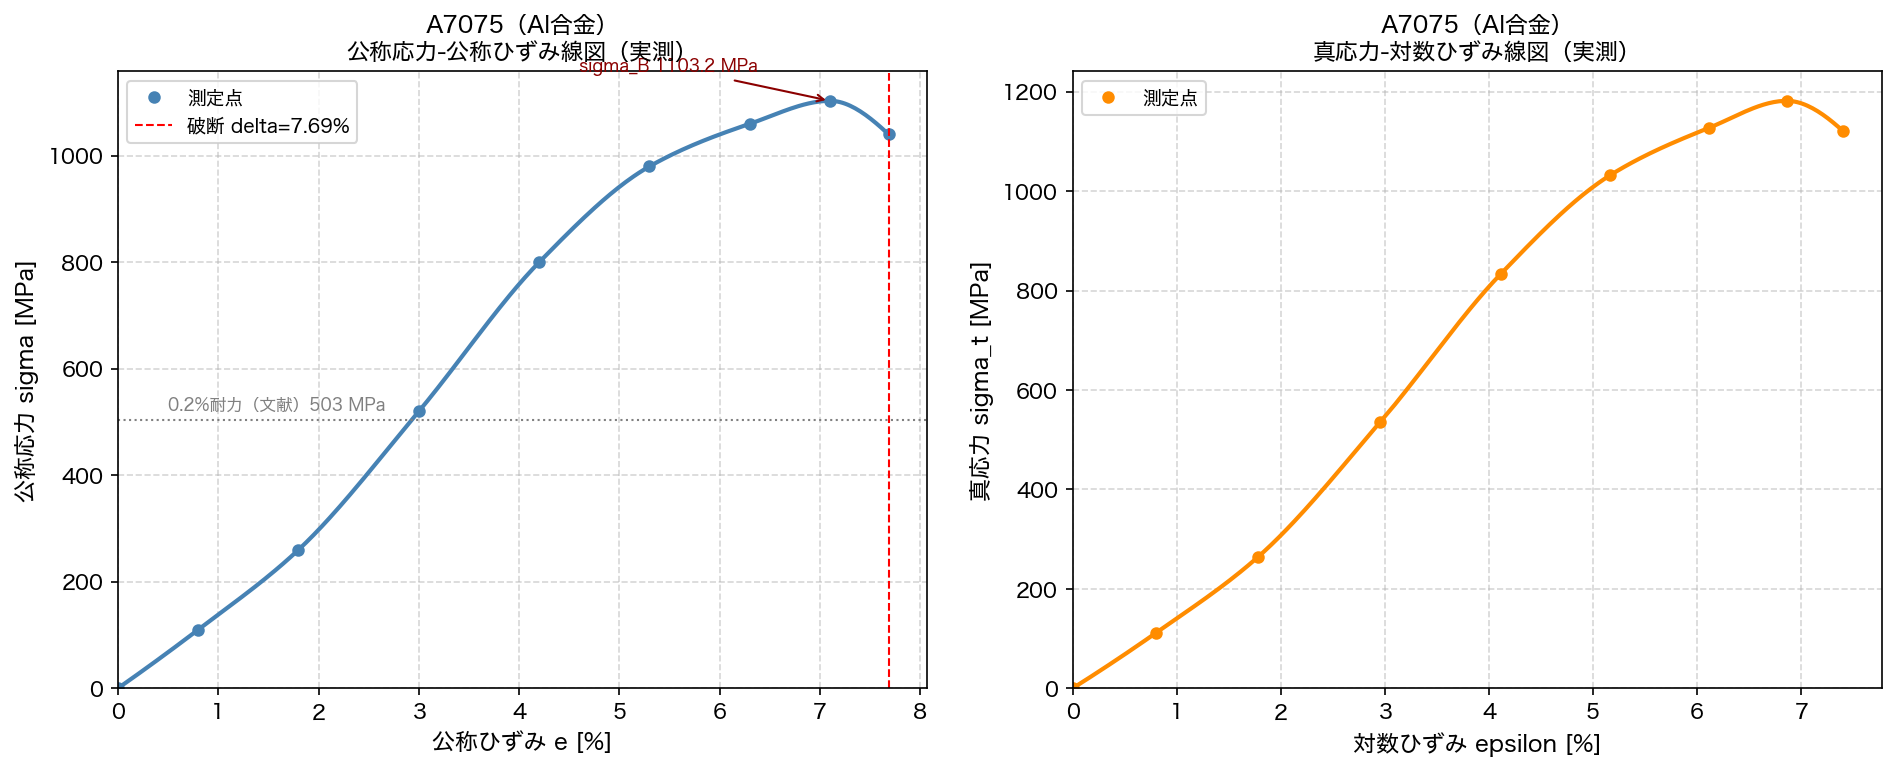 A7075（Al合金）
公称応力-公称ひずみ線図（実測）
sigma_B 1103.2 MPa
測定点
破断 delta=7.69%
0.2%耐力（文献）503 MPa
公称応力 sigma [MPa]
1000
800
600
400
200
0
0 1 2 3 4 5 6 7 8
公称ひずみ e [%]
A7075（Al合金）
真応力-対数ひずみ線図（実測）
測定点
真応力 sigma_t [MPa]
1200
1000
800
600
400
200
0
0 1 2 3 4 5 6 7
対数ひずみ epsilon [%]